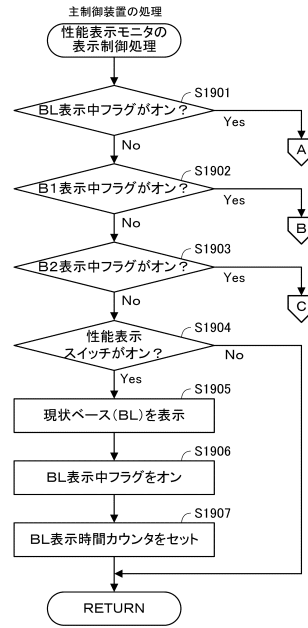 主制御装置の処理
性能表示モニタの
表示制御処理
S1901
BL表示中フラグがオン？
Yes
A
No
S1902
B1表示中フラグがオン？
Yes
B
No
S1903
B2表示中フラグがオン？
Yes
C
No
S1904
性能表示
スイッチがオン？
No
Yes
S1905
現状ベース(BL)を表示
S1906
BL表示中フラグをオン
S1907
BL表示時間カウンタをセット
RETURN